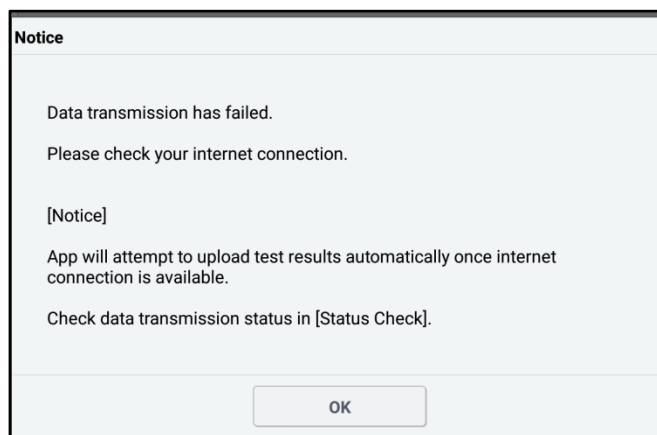 Notice
Data transmission has failed.
Please check your internet connection.
[Notice]
App will attempt to upload test results automatically once internet
connection is available.
Check data transmission status in [Status Check].
OK